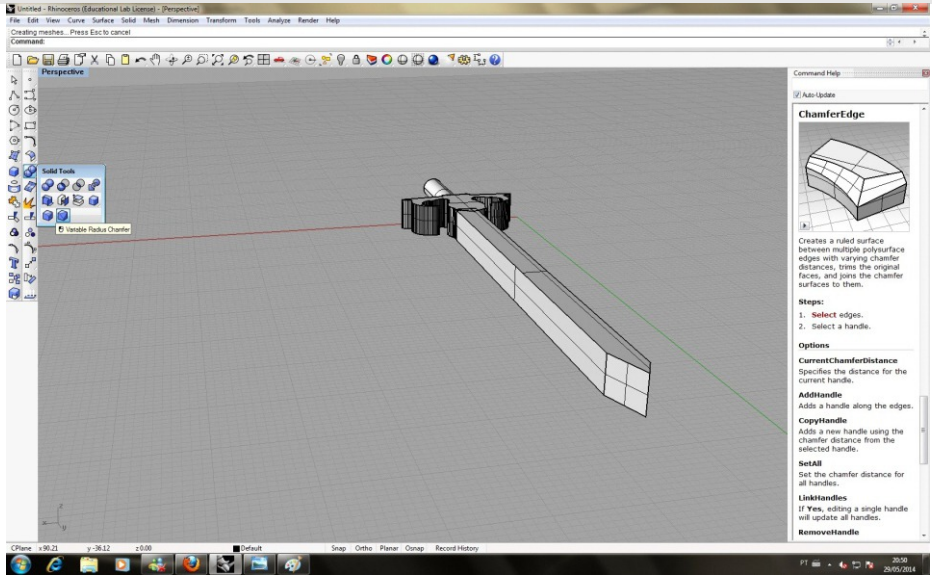 Untitled - Rhinoceros (Educational Lab License) - [Perspective]
File Edit View Curve Surface Solid Mesh Dimension Transform Tools Analyze Render Help
Creating meshes... Press Esc to cancel
Command:
Perspective
Solid Tools
Variable Radius Chamfer
z
x
y
Command Help
Auto-Update
ChamferEdge
Creates a ruled surface
between multiple polysurface
edges with varying chamfer
distances, trims the original
faces, and joins the chamfer
surfaces to them.
Steps:
1. Select edges.
2. Select a handle.
Options
CurrentChamferDistance
Specifies the distance for the
current handle.
AddHandle
Adds a handle along the edges.
CopyHandle
Adds a new handle using the
chamfer distance from the
selected handle.
SetAll
Set the chamfer distance for
all handles.
LinkHandles
If Yes, editing a single handle
will update all handles.
RemoveHandle
CPlane x 90.21 y -36.12 z 0.00 Default Snap Ortho Planar Osnap Record History
PT
20:50
29/05/2014